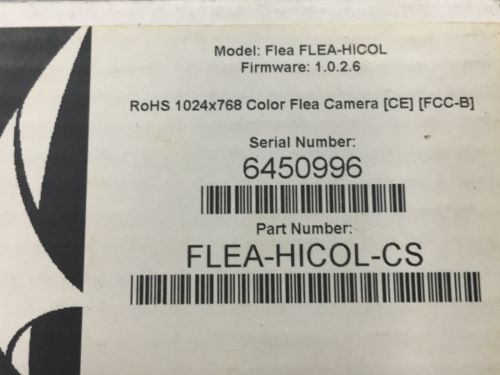 Model: Flea FLEA-HICOL
Firmware: 1.0.2.6
RoHS 1024x768 Color Flea Camera [CE] [FCC-B]
Serial Number:
6450996
Part Number:
FLEA-HICOL-CS